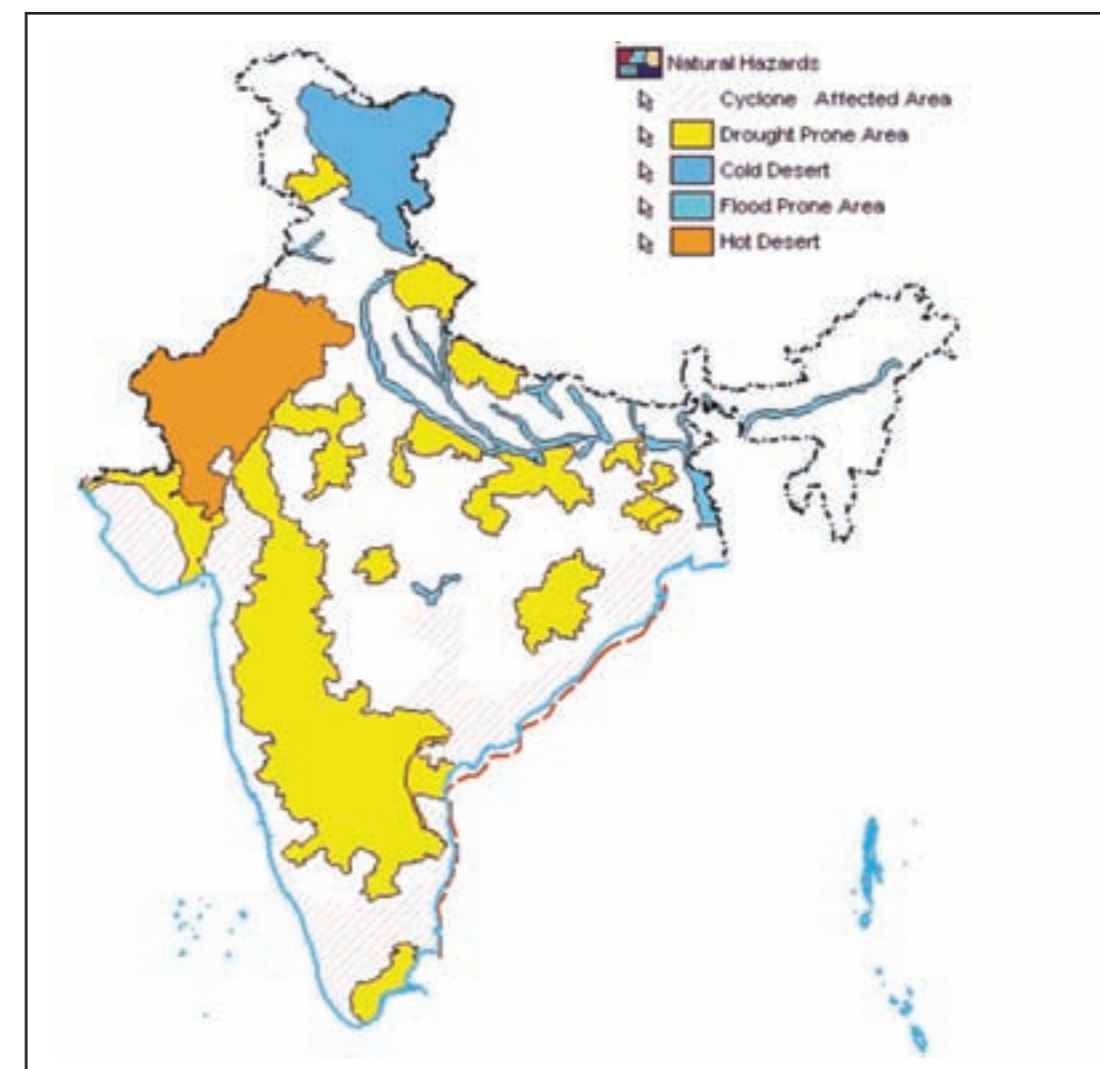 Natural Hazards
Cyclone Affected Area
Drought Prone Area
Cold Desert
Flood Prone Area
Hot Desert